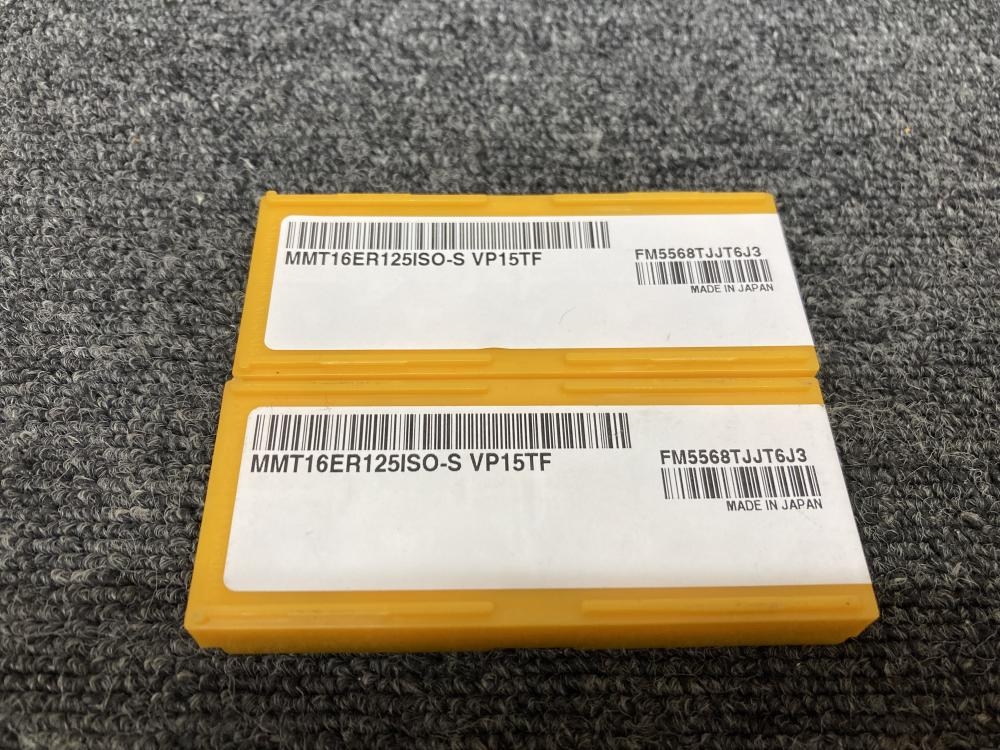 MMT16ER125ISO-S VP15TF
FM5568TJJT6J3
MADE IN JAPAN
MMT16ER125ISO-S VP15TF
FM5568TJJT6J3
MADE IN JAPAN